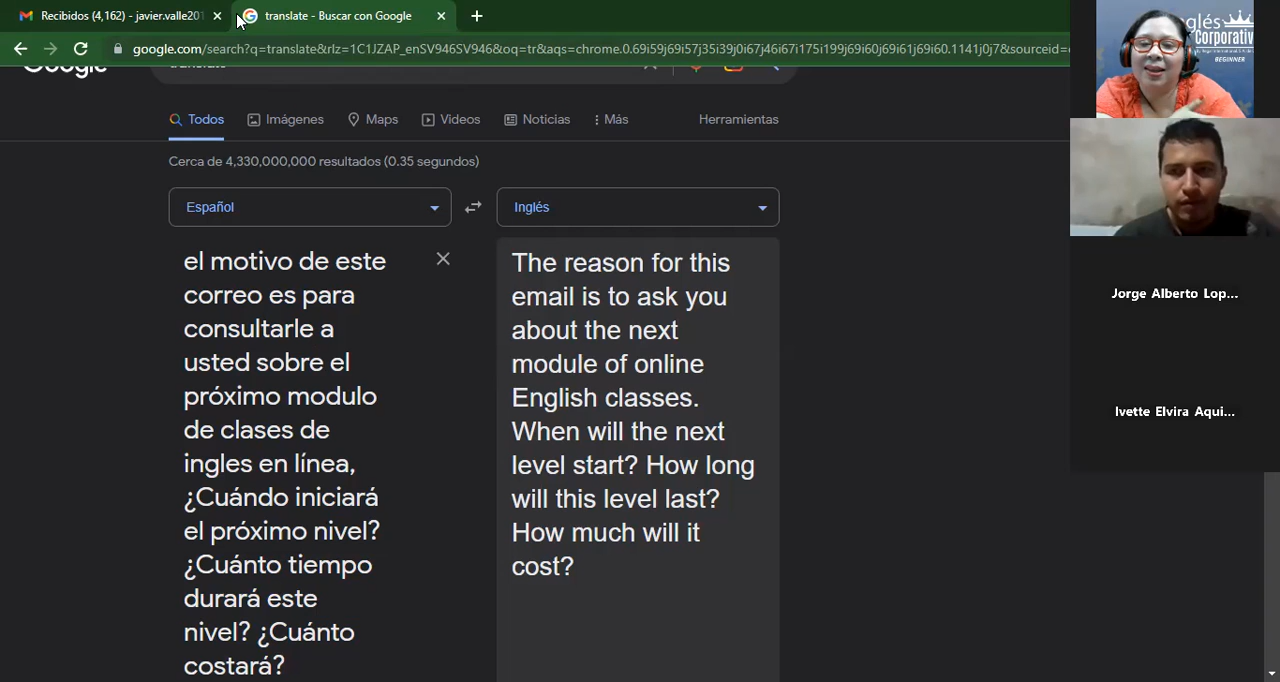 Recibidos (4,162) - javier.valle201
translate - Buscar con Google
google.com/search?q=translate&rlz=1C1JZAP_enSV946SV946&oq=tr&aqs=chrome.0.69i59j69i57j35i39j0i67j46i67i175i199j69i60j69i61j69i60.1141j0j7&sourceid=
Google
translate
Todos
Imágenes
Maps
Videos
Noticias
Más
Herramientas
Cerca de 4,330,000,000 resultados (0.35 segundos)
Español
Inglés
el motivo de este
correo es para
consultarle a
usted sobre el
próximo modulo
de clases de
ingles en línea,
¿Cuándo iniciará
el próximo nivel?
¿Cuánto tiempo
durará este
nivel? ¿Cuánto
costará?
The reason for this
email is to ask you
about the next
module of online
English classes.
When will the next
level start? How long
will this level last?
How much will it
cost?
nglés
orporativ
BEGINNER
Jorge Alberto Lop...
Ivette Elvira Aqui...